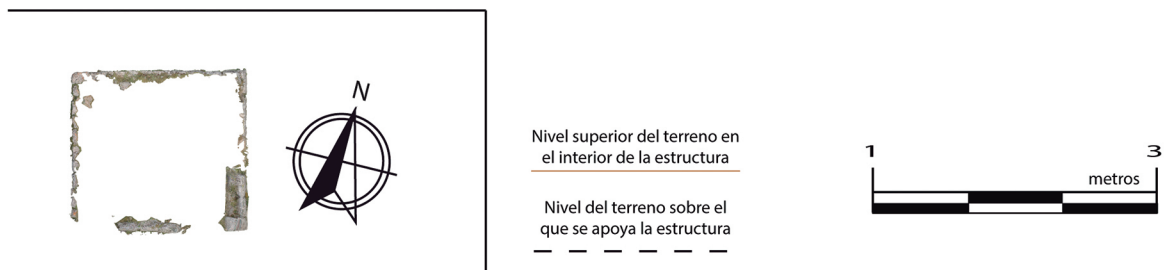 N
Nivel superior del terreno en
el interior de la estructura
Nivel del terreno sobre el
que se apoya la estructura
1
3
metros